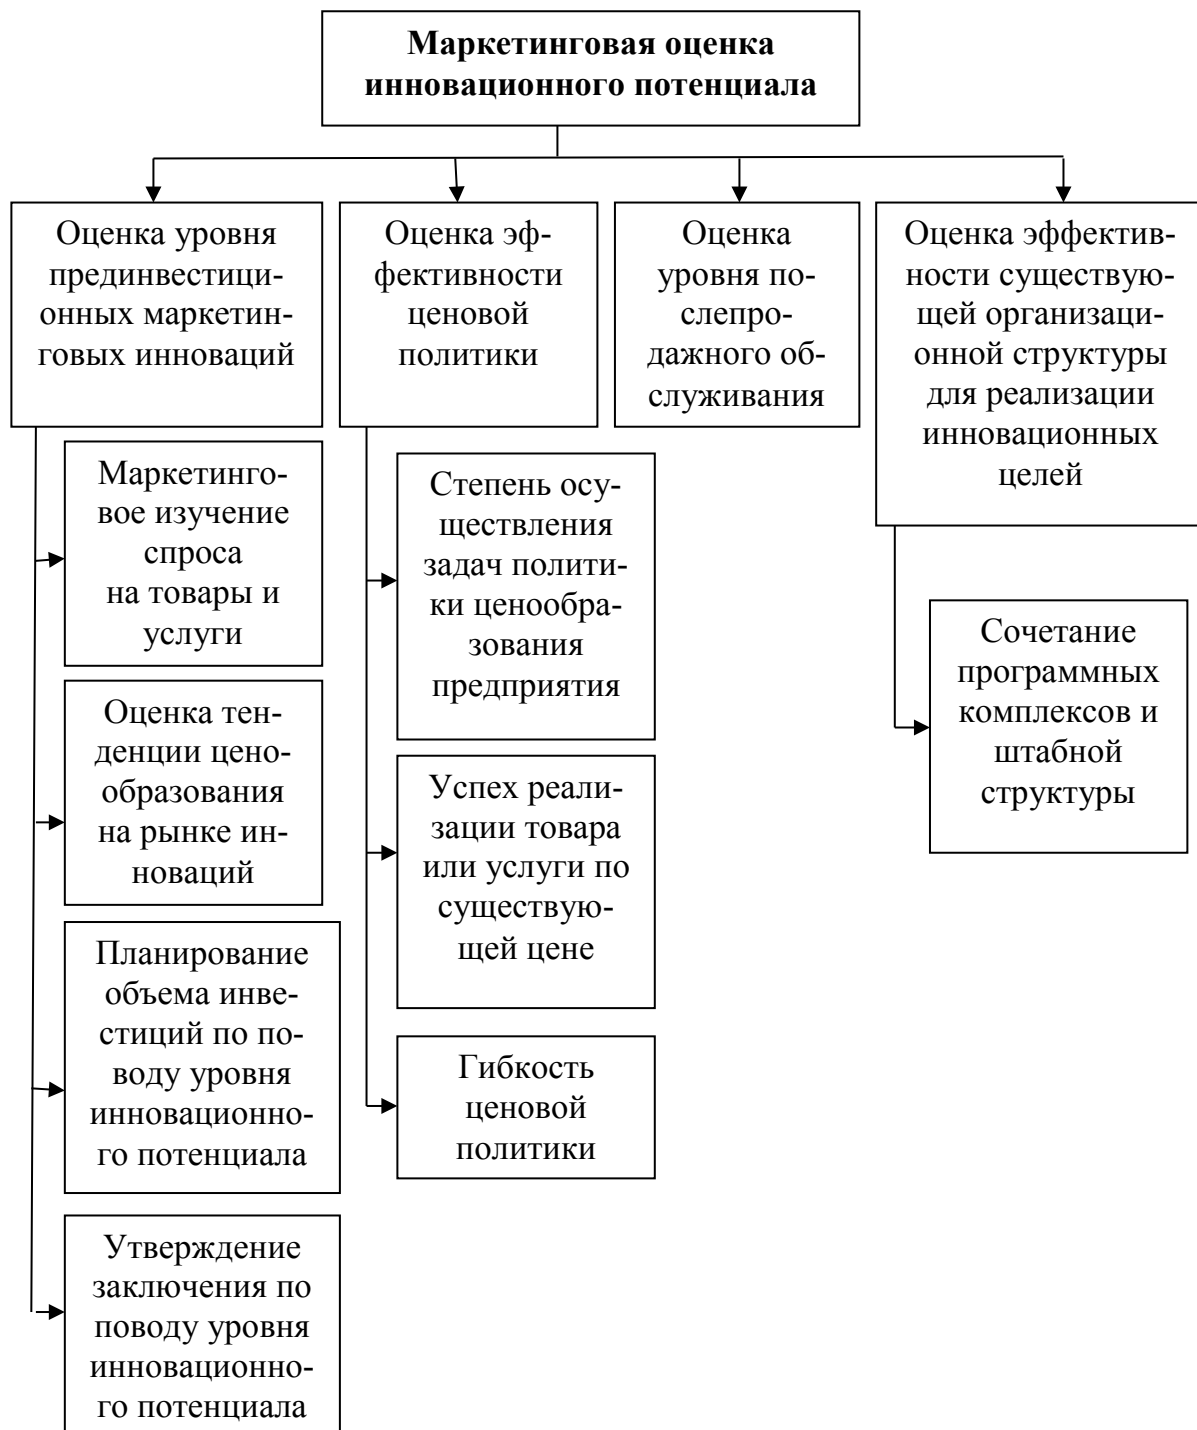 Маркетинговая оценка
инновационного потенциала
Оценка уровня
прединвестици-
онных маркетин-
говых инноваций
Оценка эф-
фективности
ценовой
политики
Оценка
уровня по-
слепро-
дажного об-
служивания
Оценка эффектив-
ности существую-
щей организаци-
онной структуры
для реализации
инновационных
целей
Маркетинго-
вое изучение
спроса
на товары и
услуги
Оценка тен-
денции цено-
образования
на рынке ин-
новаций
Планирование
объема инве-
стиций по по-
воду уровня
инновационно-
го потенциала
Утверждение
заключения по
поводу уровня
инновационно-
го потенциала
Степень осу-
ществления
задач полити-
ки ценообра-
зования
предприятия
Успех реали-
зации товара
или услуги по
существую-
щей цене
Гибкость
ценовой
политики
Сочетание
программных
комплексов и
штабной
структуры